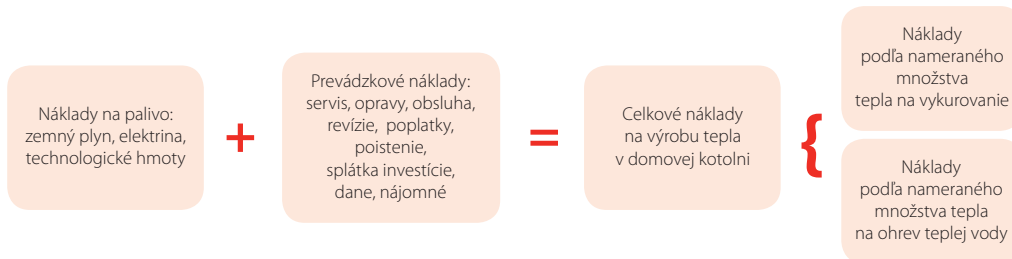 Náklady na palivo:
zemný plyn, elektrina,
technologické hmoty
+
Prevádzkové náklady:
servis, opravy, obsluha,
revízie, poplatky,
poistenie,
splátka investície,
dane, nájomné
=
Celkové náklady
na výrobu tepla
v domovej kotolni
{
Náklady
podľa nameraného
množstva
tepla na vykurovanie
Náklady
podľa nameraného
množstva tepla
na ohrev teplej vody